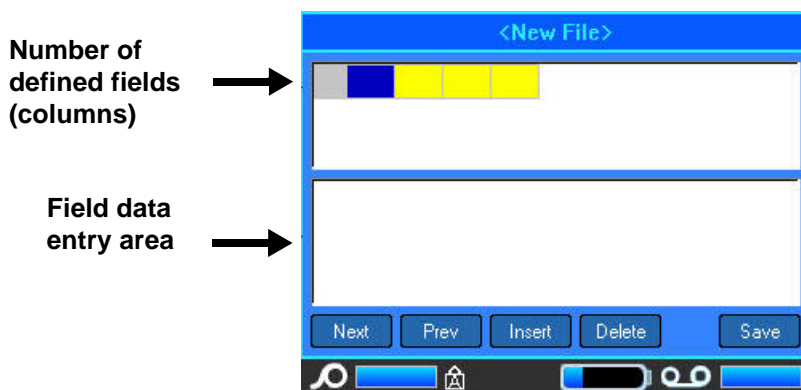 <New File>
Number of
defined fields
(columns)
Field data
entry area
Next Prev Insert Delete Save
A